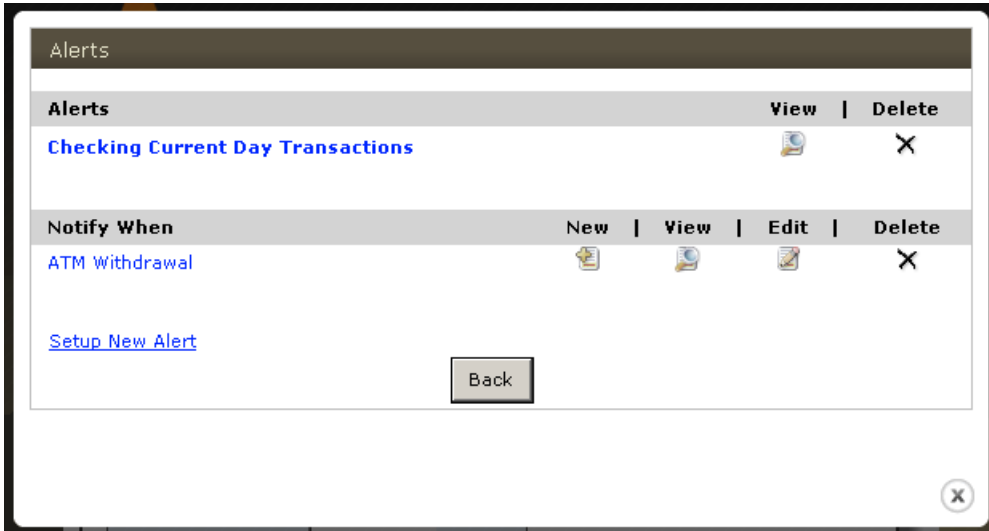 Alerts
Alerts View | Delete
Checking Current Day Transactions
Notify When New | View | Edit | Delete
ATM Withdrawal
Setup New Alert
Back